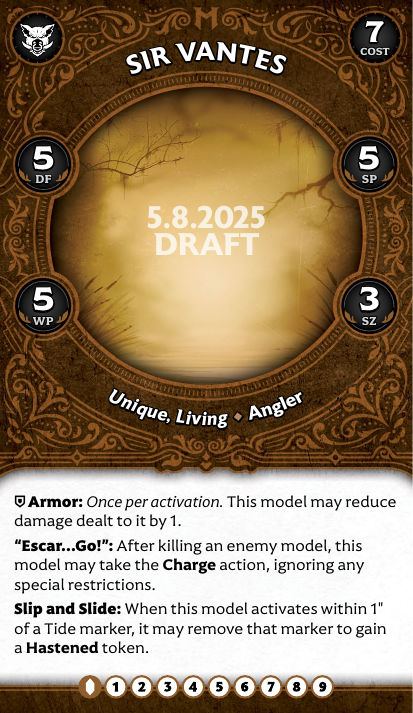 7
COST
SIR VANTES
5
DF
5
SP
5.8.2025
DRAFT
5
WP
3
SZ
Unique, Living ⬥ Angler
Armor: Once per activation. This model may reduce
damage dealt to it by 1.
“Escar...Go!”: After killing an enemy model, this
model may take the Charge action, ignoring any
special restrictions.
Slip and Slide: When this model activates within 1"
of a Tide marker, it may remove that marker to gain
a Hastened token.
1 2 3 4 5 6 7 8 9